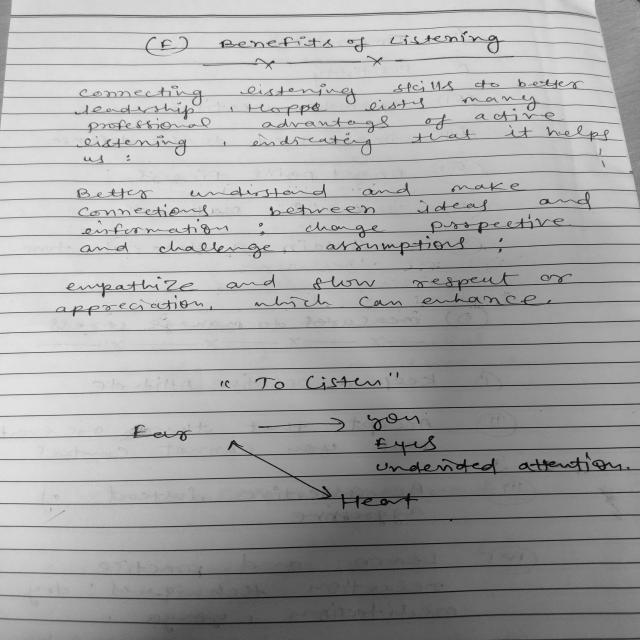 (E) Benefits of Listening
connecting listening skills to better
leadership, Hoppe lists many
professional advantags of active
listening, indicating that it helps
us :
Better understand and make
connections between ideas and
information ; change prospective
and challenge assumptions ;
empathize and show respect or
appreciation, which can enhance.
"To Listen"
Ear → you
Eyes
undevided attention.
Heart